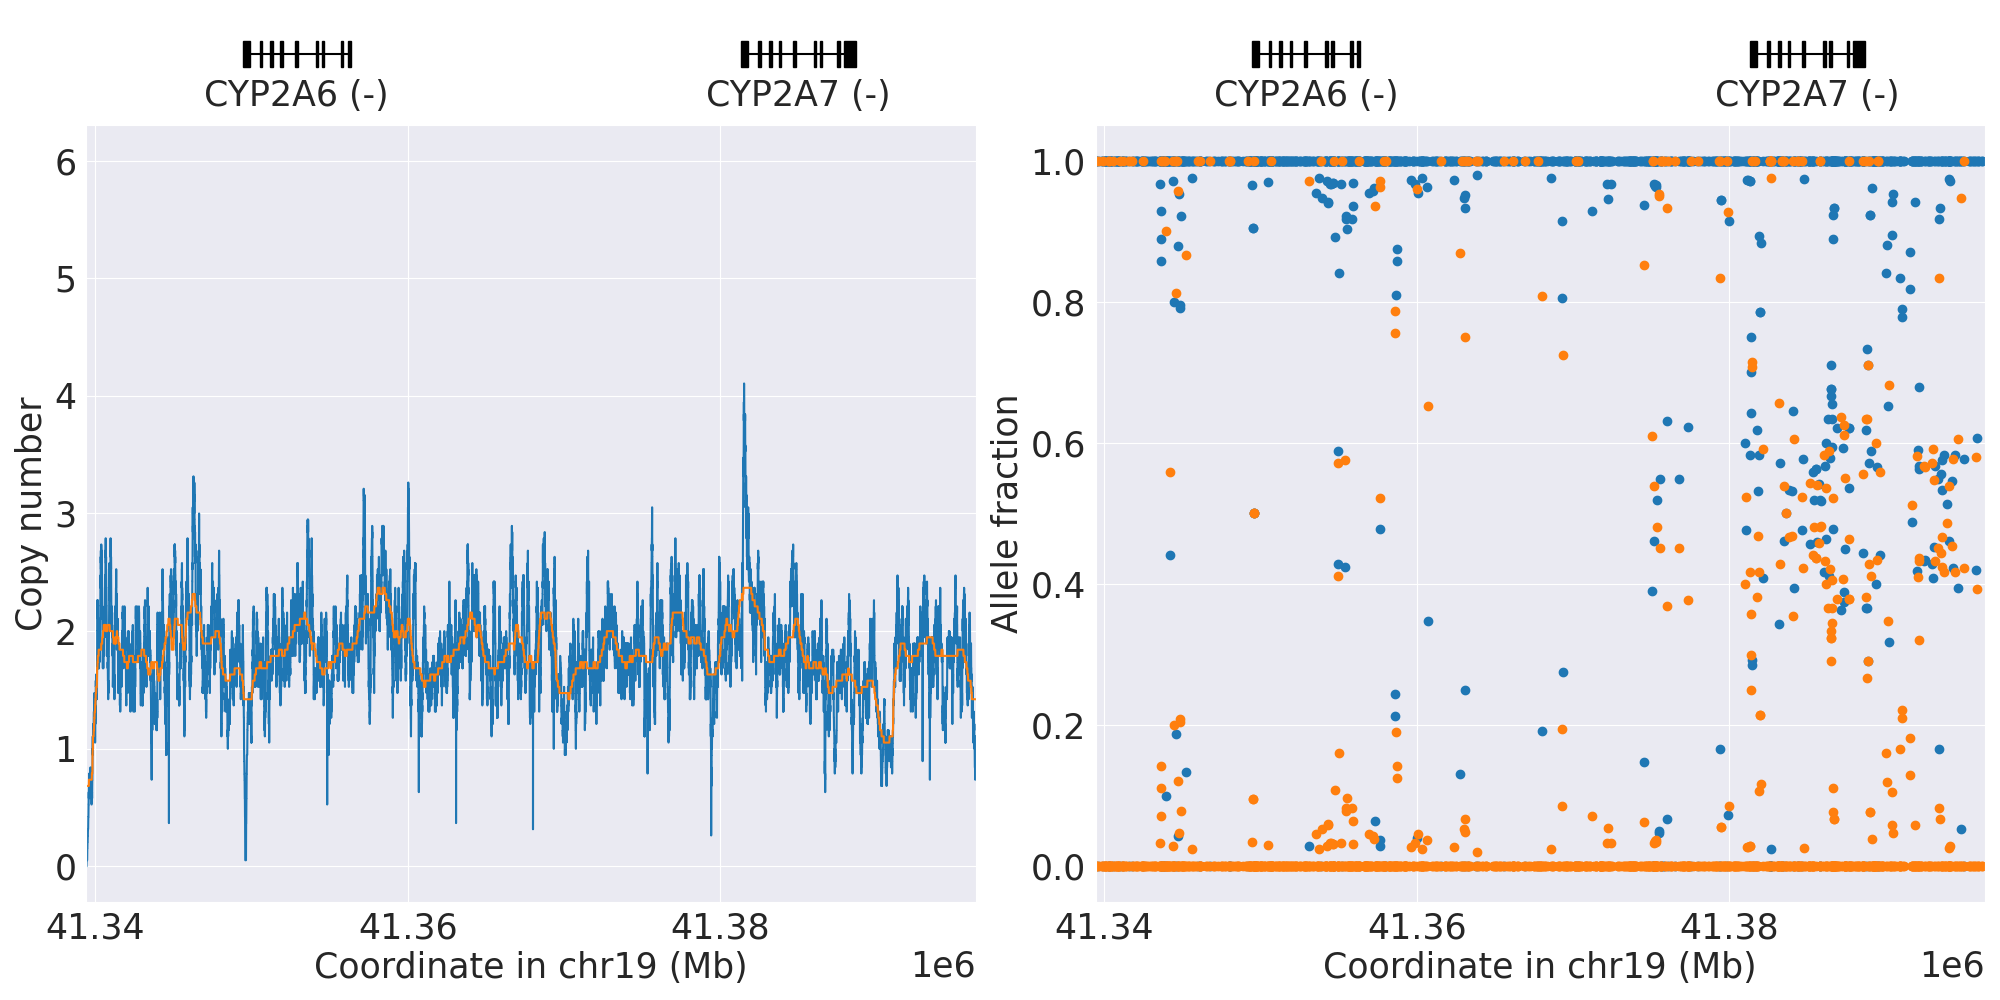 CYP2A6 (-)
CYP2A7 (-)
Copy number
6
5
4
3
2
1
0
41.34
41.36
41.38
Coordinate in chr19 (Mb)
1e6
CYP2A6 (-)
CYP2A7 (-)
Allele fraction
1.0
0.8
0.6
0.4
0.2
0.0
41.34
41.36
41.38
Coordinate in chr19 (Mb)
1e6